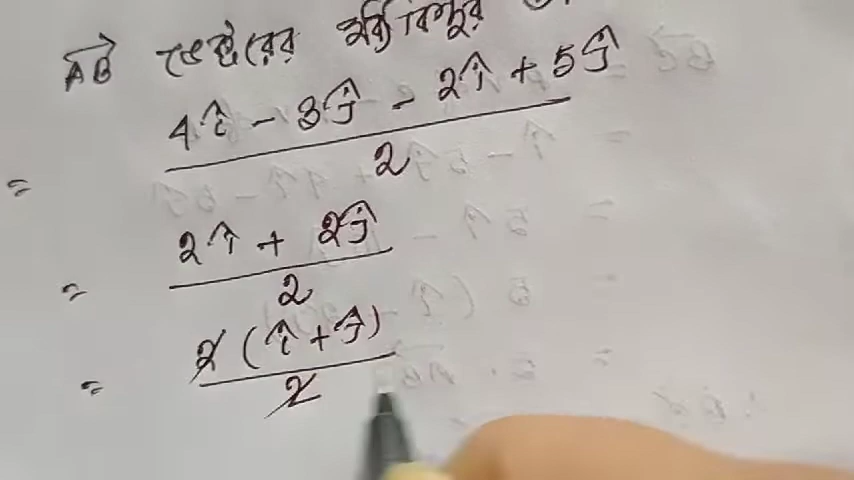 AB→ ভেক্টরের মধ্যবিন্দুর
= (4î - 3ĵ - 2î + 5ĵ) / 2
= (2î + 2ĵ) / 2
= 2(î + ĵ) / 2